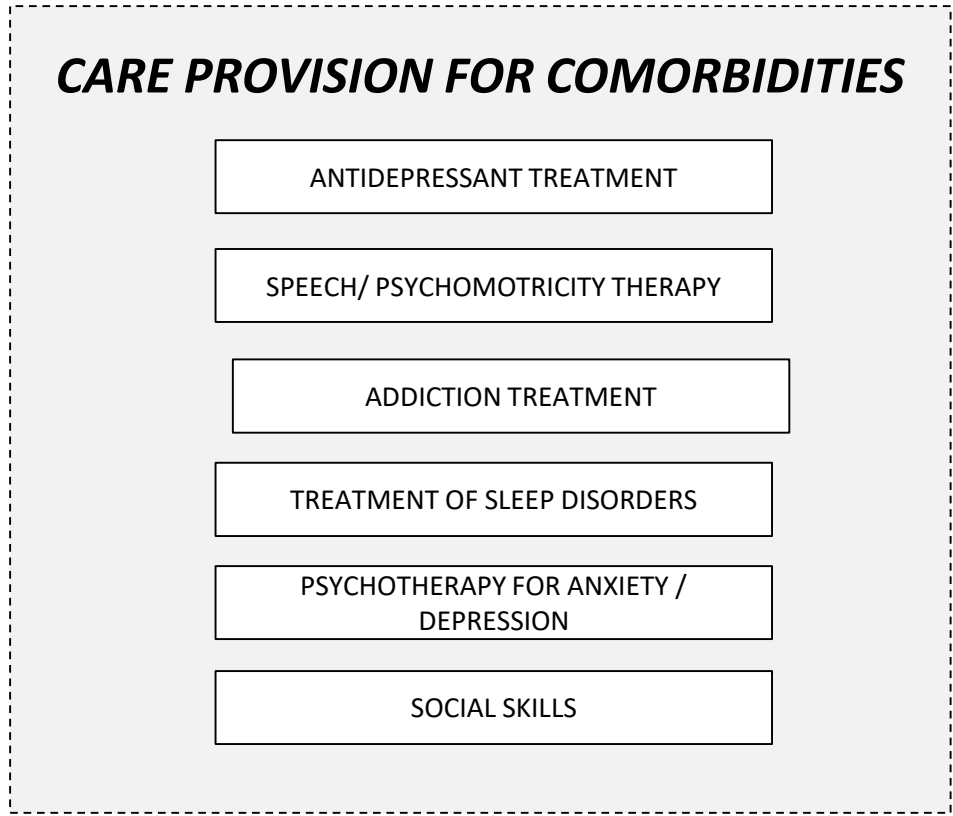 CARE PROVISION FOR COMORBIDITIES
ANTIDEPRESSANT TREATMENT
SPEECH/ PSYCHOMOTRICITY THERAPY
ADDICTION TREATMENT
TREATMENT OF SLEEP DISORDERS
PSYCHOTHERAPY FOR ANXIETY /
DEPRESSION
SOCIAL SKILLS